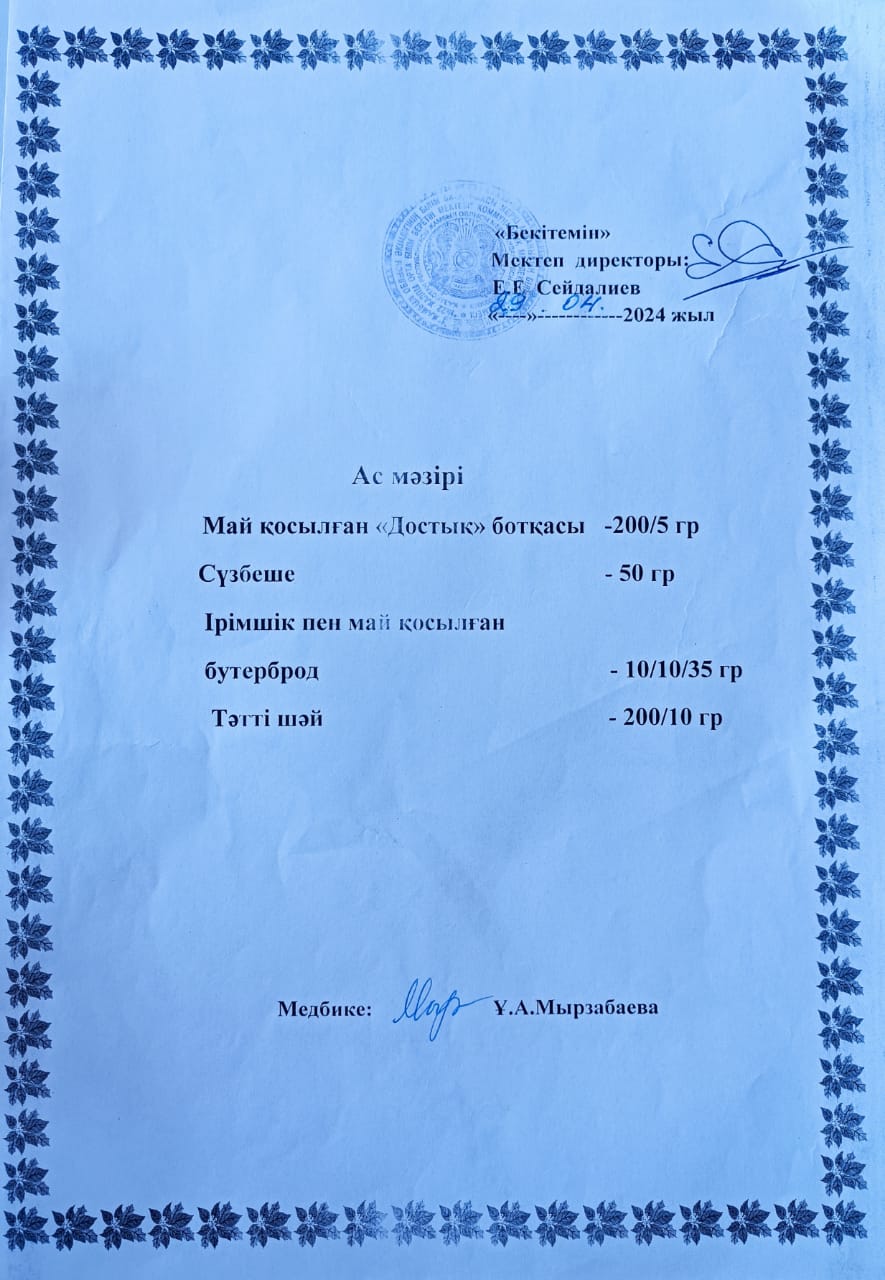 «Бекітемін»
Мектеп директоры:
Е.Е. Сейдалиев
«29».04.2024 жыл
Ас мәзірі
Май қосылған «Достық» ботқасы -200/5 гр
Сүзбеше - 50 гр
Ірімшік пен май қосылған
бутерброд - 10/10/35 гр
Тәтті шәй - 200/10 гр
Медбике: Ұ.А.Мырзабаева